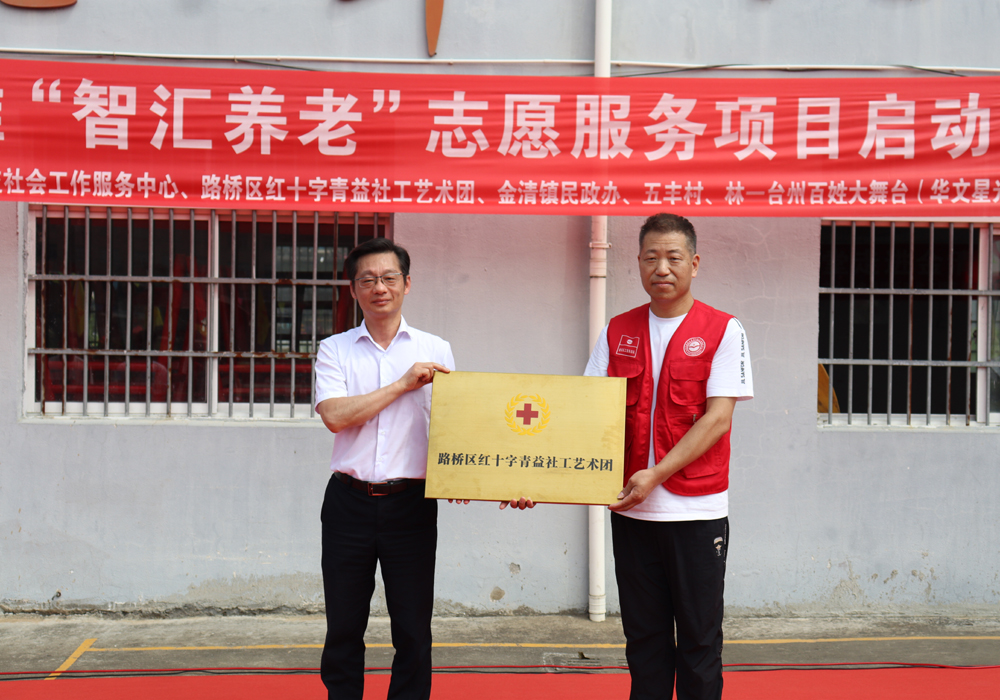 “智汇养老”志愿服务项目启动
社会工作服务中心、路桥区红十字青益社工艺术团、金清镇民政办、五丰村、林一台州百姓大舞台（华文星
路桥区红十字青益社工艺术团